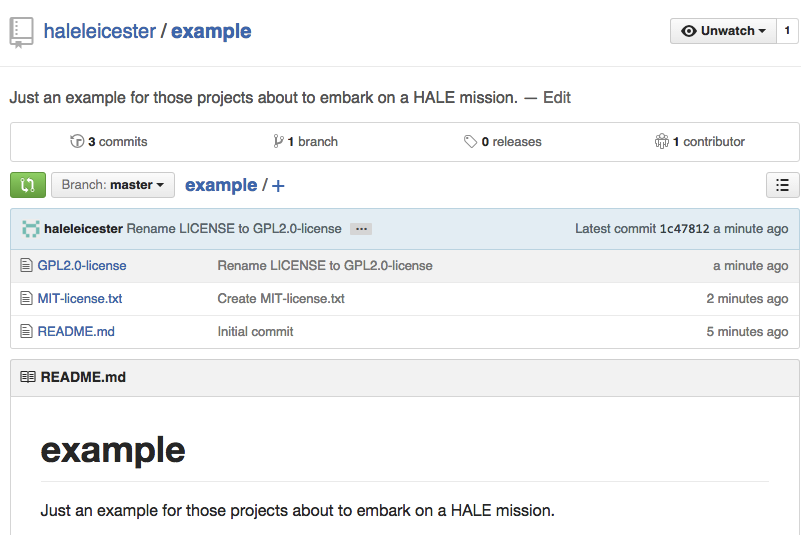 haleleicester / example Unwatch 1
Just an example for those projects about to embark on a HALE mission. — Edit
3 commits 1 branch 0 releases 1 contributor
Branch: master example / +
haleleicester Rename LICENSE to GPL2.0-license ... Latest commit 1c47812 a minute ago
GPL2.0-license Rename LICENSE to GPL2.0-license a minute ago
MIT-license.txt Create MIT-license.txt 2 minutes ago
README.md Initial commit 5 minutes ago
README.md
example
Just an example for those projects about to embark on a HALE mission.